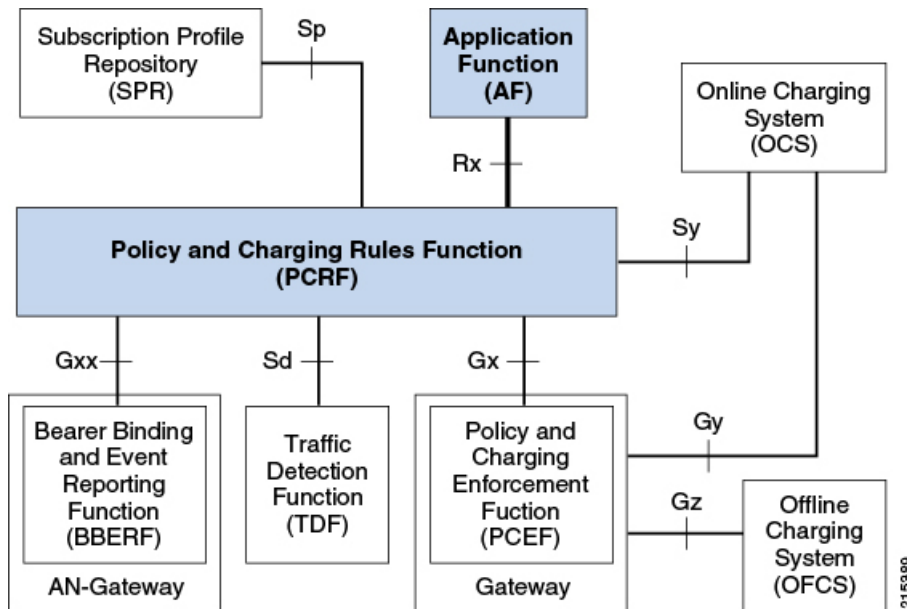 Subscription Profile
Repository
(SPR)
Sp
Application
Function
(AF)
Online Charging
System
(OCS)
Rx
Policy and Charging Rules Function
(PCRF)
Sy
Gxx
Sd
Gx
Bearer Binding
and Event
Reporting
Function
(BBERF)
AN-Gateway
Traffic
Detection
Function
(TDF)
Policy and
Charging
Enforcement
Fuction
(PCEF)
Gateway
Gy
Gz
Offline
Charging
System
(OFCS)
215389